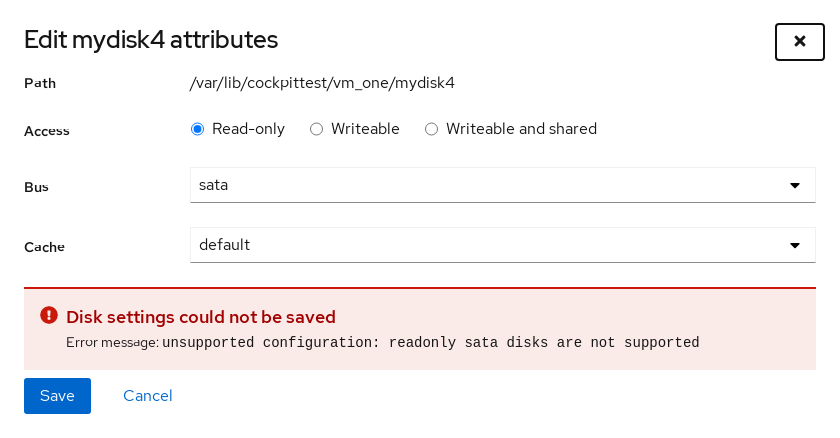 Edit mydisk4 attributes
Path /var/lib/cockpittest/vm_one/mydisk4
Access Read-only Writeable Writeable and shared
Bus sata
Cache default
Disk settings could not be saved
Error message: unsupported configuration: readonly sata disks are not supported
Save Cancel